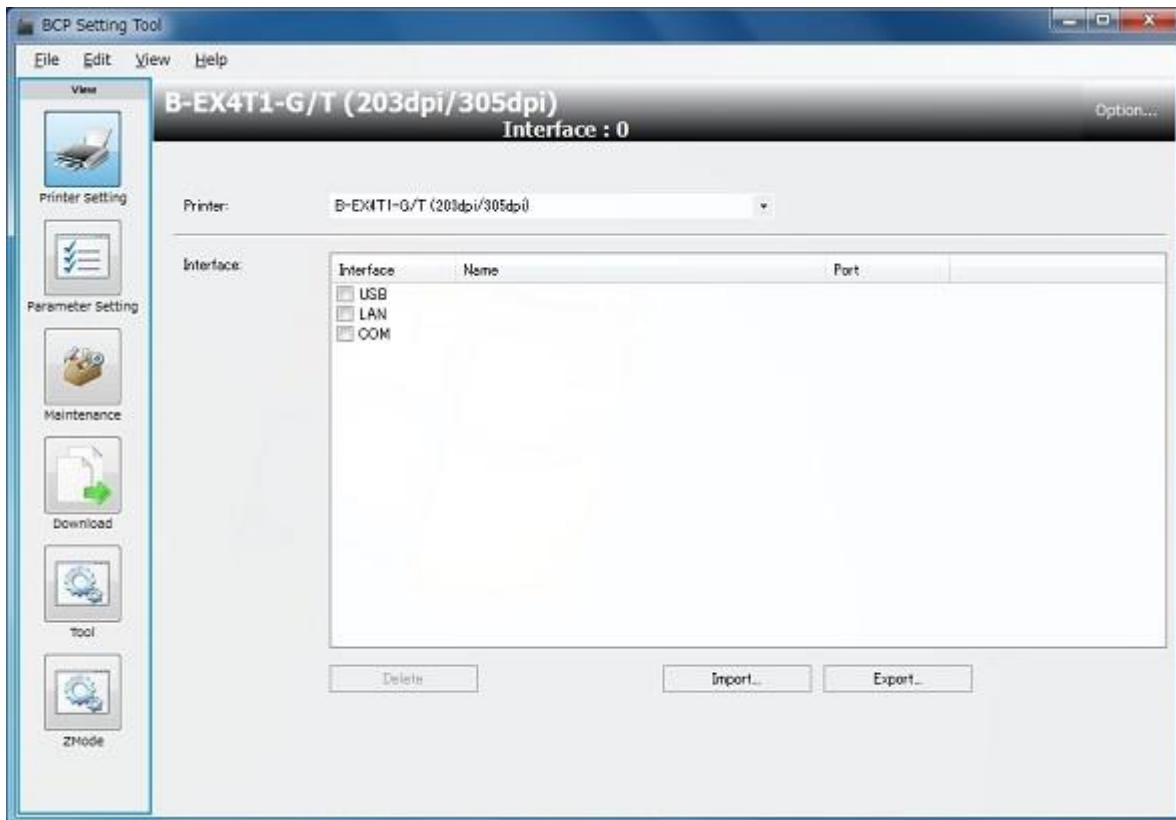 BCP Setting Tool
File Edit View Help
View
B-EX4T1-G/T (203dpi/305dpi)
Interface : 0
Option...
Printer Setting
Printer: B-EX4T1-G/T (203dpi/305dpi)
Parameter Setting
Interface:
Interface Name Port
USB
LAN
COM
Maintenance
Download
Tool
ZMode
Delete Import... Export...